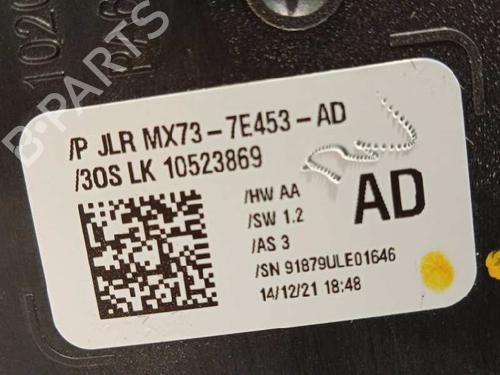 /P JLR MX73-7E453-AD
/3OS LK 10523869
/HW AA
/SW 1.2
/AS 3
AD
/SN 91879ULE01646
14/12/21 18:48
B-PARTS